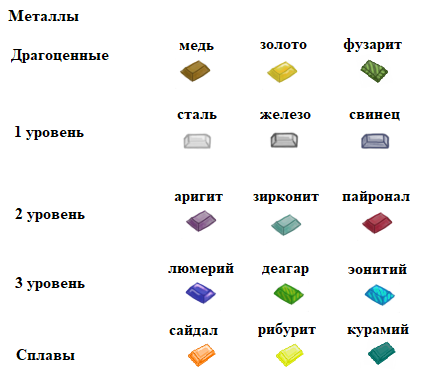 Металлы
Драгоценные медь золото фузарит
1 уровень сталь железо свинец
2 уровень аригит зирконит пайронал
3 уровень люмерий деагар эонитий
Сплавы сайдал рибурит курамий